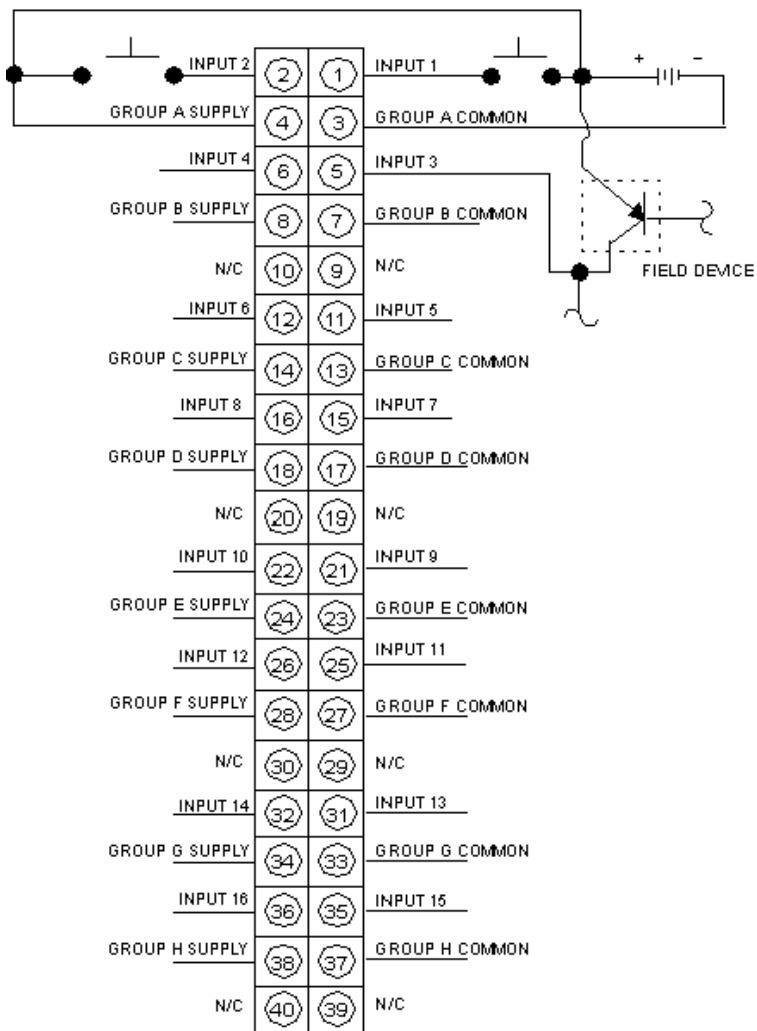 INPUT 2 2 1 INPUT 1 + −
GROUP A SUPPLY 4 3 GROUP A COMMON
INPUT 4 6 5 INPUT 3
GROUP B SUPPLY 8 7 GROUP B COMMON
N/C 10 9 N/C FIELD DEVICE
INPUT 6 12 11 INPUT 5
GROUP C SUPPLY 14 13 GROUP C COMMON
INPUT 8 16 15 INPUT 7
GROUP D SUPPLY 18 17 GROUP D COMMON
N/C 20 19 N/C
INPUT 10 22 21 INPUT 9
GROUP E SUPPLY 24 23 GROUP E COMMON
INPUT 12 26 25 INPUT 11
GROUP F SUPPLY 28 27 GROUP F COMMON
N/C 30 29 N/C
INPUT 14 32 31 INPUT 13
GROUP G SUPPLY 34 33 GROUP G COMMON
INPUT 16 36 35 INPUT 15
GROUP H SUPPLY 38 37 GROUP H COMMON
N/C 40 39 N/C